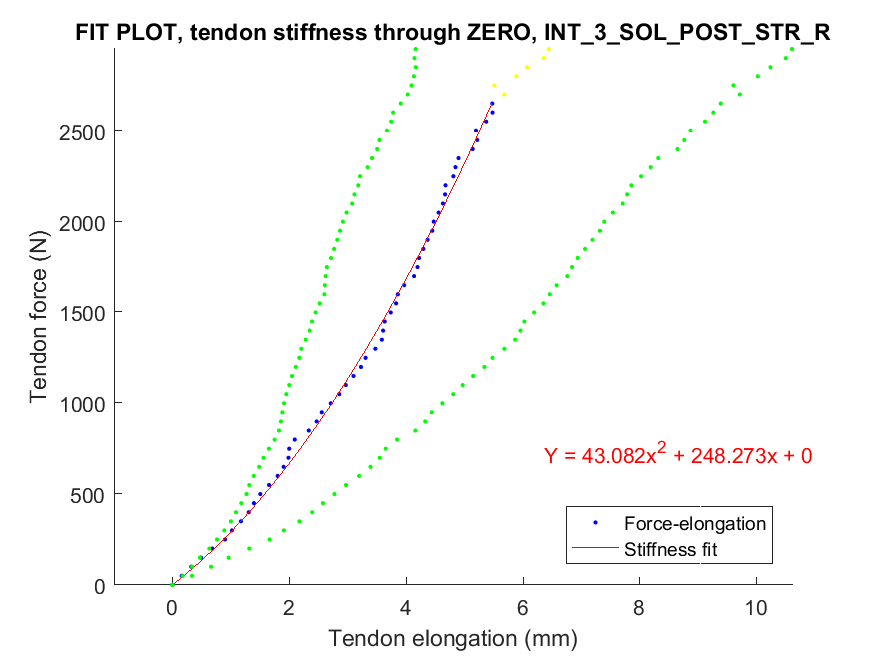 FIT PLOT, tendon stiffness through ZERO, INT_3_SOL_POST_STR_R
Tendon force (N)
2500
2000
1500
1000
500
0
Y = 43.082x² + 248.273x + 0
Force-elongation
Stiffness fit
0 2 4 6 8 10
Tendon elongation (mm)